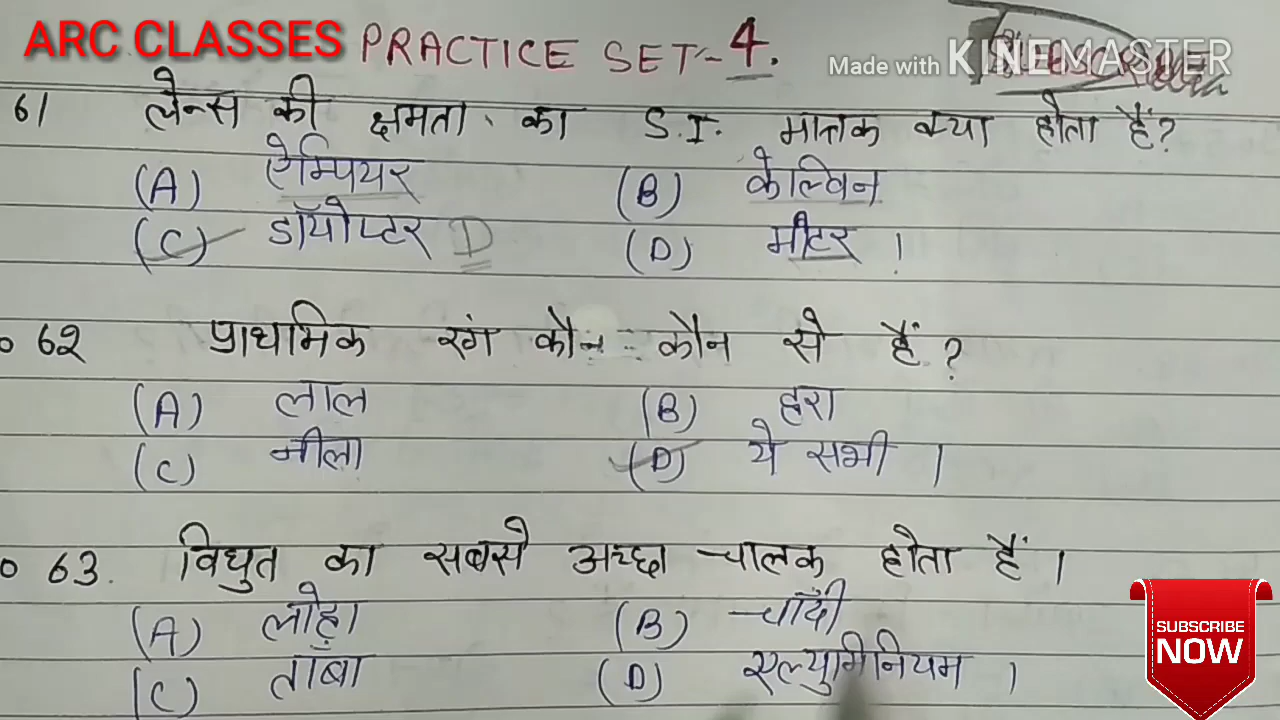 ARC CLASSES PRACTICE SET:- 4.
Made with KINEMASTER
61 लेन्स की क्षमता का S.I. मात्रक क्या होता हैं?
(A) ऐम्पियर (B) केल्विन
(C) डॉयोप्टर D (D) मीटर ।
62 प्राथमिक रंग कौन - कौन से हैं?
(A) लाल (B) हरा
(C) नीला (D) ये सभी ।
63. विधुत का सबसे अच्छा चालक होता हैं ।
(A) लोहा (B) चाँदी
(C) ताँबा (D) एल्युमिनियम ।
SUBSCRIBE
NOW